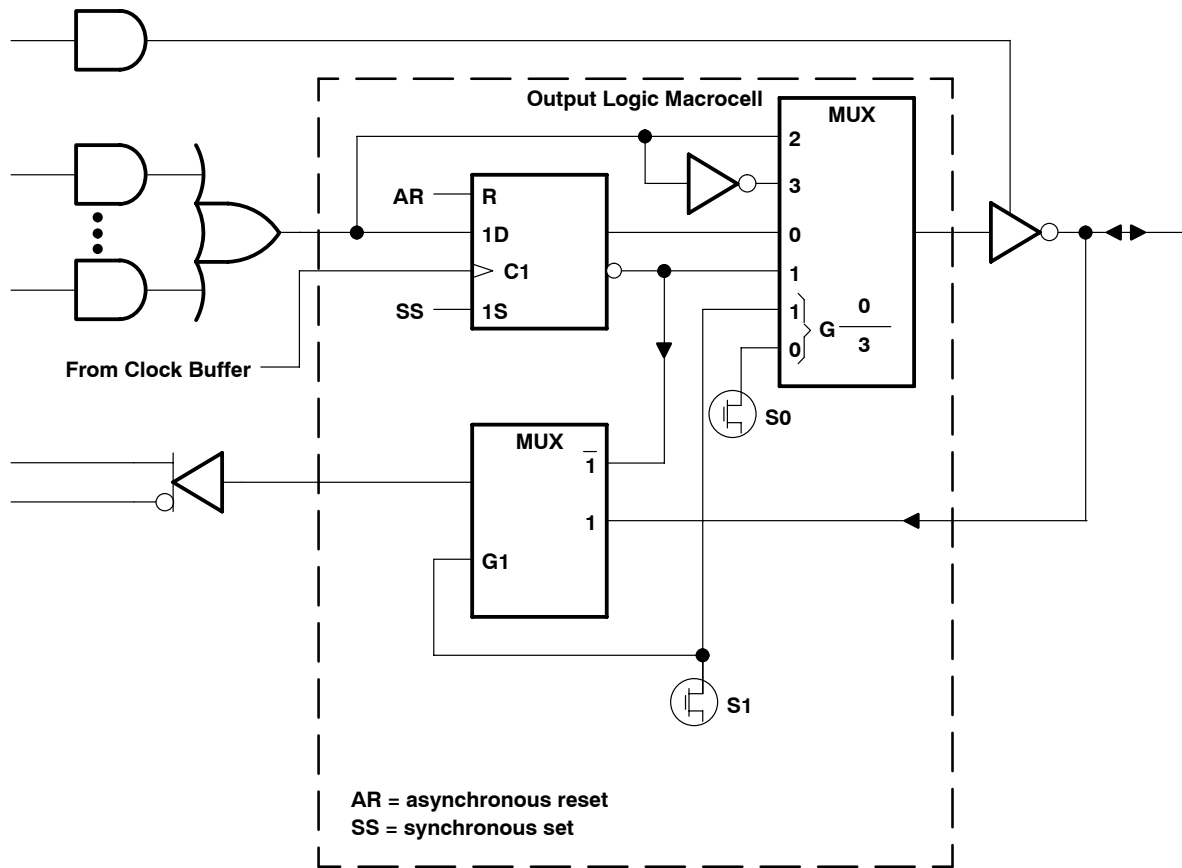 Output Logic Macrocell
MUX
2
3
AR
R
1D
0
C1
1
SS
1S
1
0
G
0
3
From Clock Buffer
S0
MUX
1̅
1
G1
S1
AR = asynchronous reset
SS = synchronous set